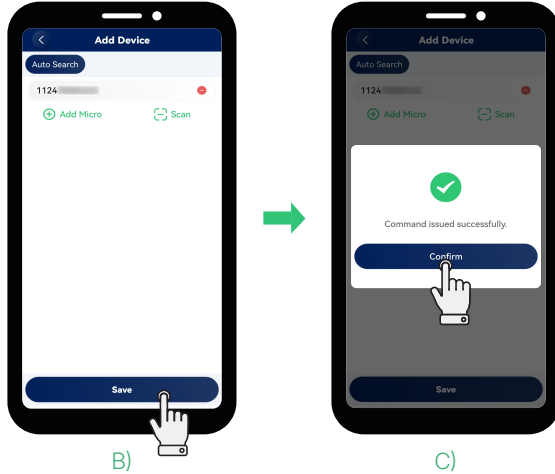 Add Device
Auto Search
1124
Add Micro
Scan
Save
B)
Add Device
Auto Search
1124
Add Micro
Scan
Command issued successfully.
Confirm
Save
C)